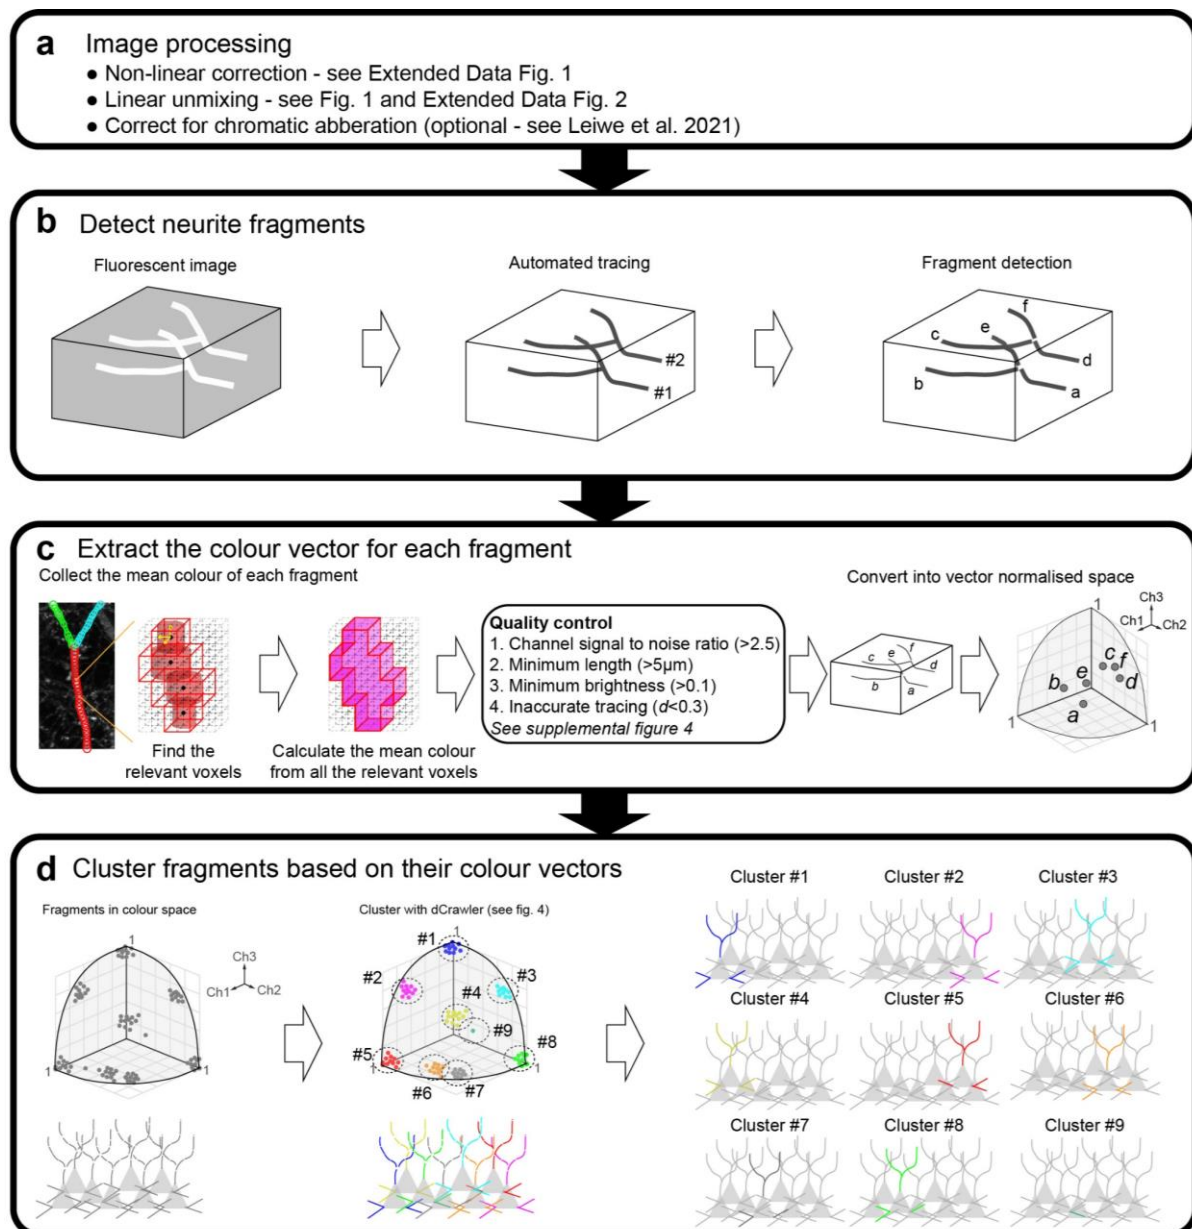 a Image processing
● Non-linear correction - see Extended Data Fig. 1
● Linear unmixing - see Fig. 1 and Extended Data Fig. 2
● Correct for chromatic abberation (optional - see Leiwe et al. 2021)
b Detect neurite fragments
Fluorescent image
Automated tracing
#2
#1
Fragment detection
f
e
c
d
b
a
c Extract the colour vector for each fragment
Collect the mean colour of each fragment
Find the
relevant voxels
Calculate the mean colour
from all the relevant voxels
Quality control
1. Channel signal to noise ratio (>2.5)
2. Minimum length (>5µm)
3. Minimum brightness (>0.1)
4. Inaccurate tracing (d<0.3)
See supplemental figure 4
Convert into vector normalised space
f
e
c
d
b
a
Ch3
Ch1
Ch2
1
c
f
e
d
b
a
1
1
d Cluster fragments based on their colour vectors
Fragments in colour space
1
Ch3
Ch1
Ch2
1
1
Cluster with dCrawler (see fig. 4)
#1
1
#2
#3
#4
#9
#8
#5
1
1
#6
#7
Cluster #1
Cluster #2
Cluster #3
Cluster #4
Cluster #5
Cluster #6
Cluster #7
Cluster #8
Cluster #9